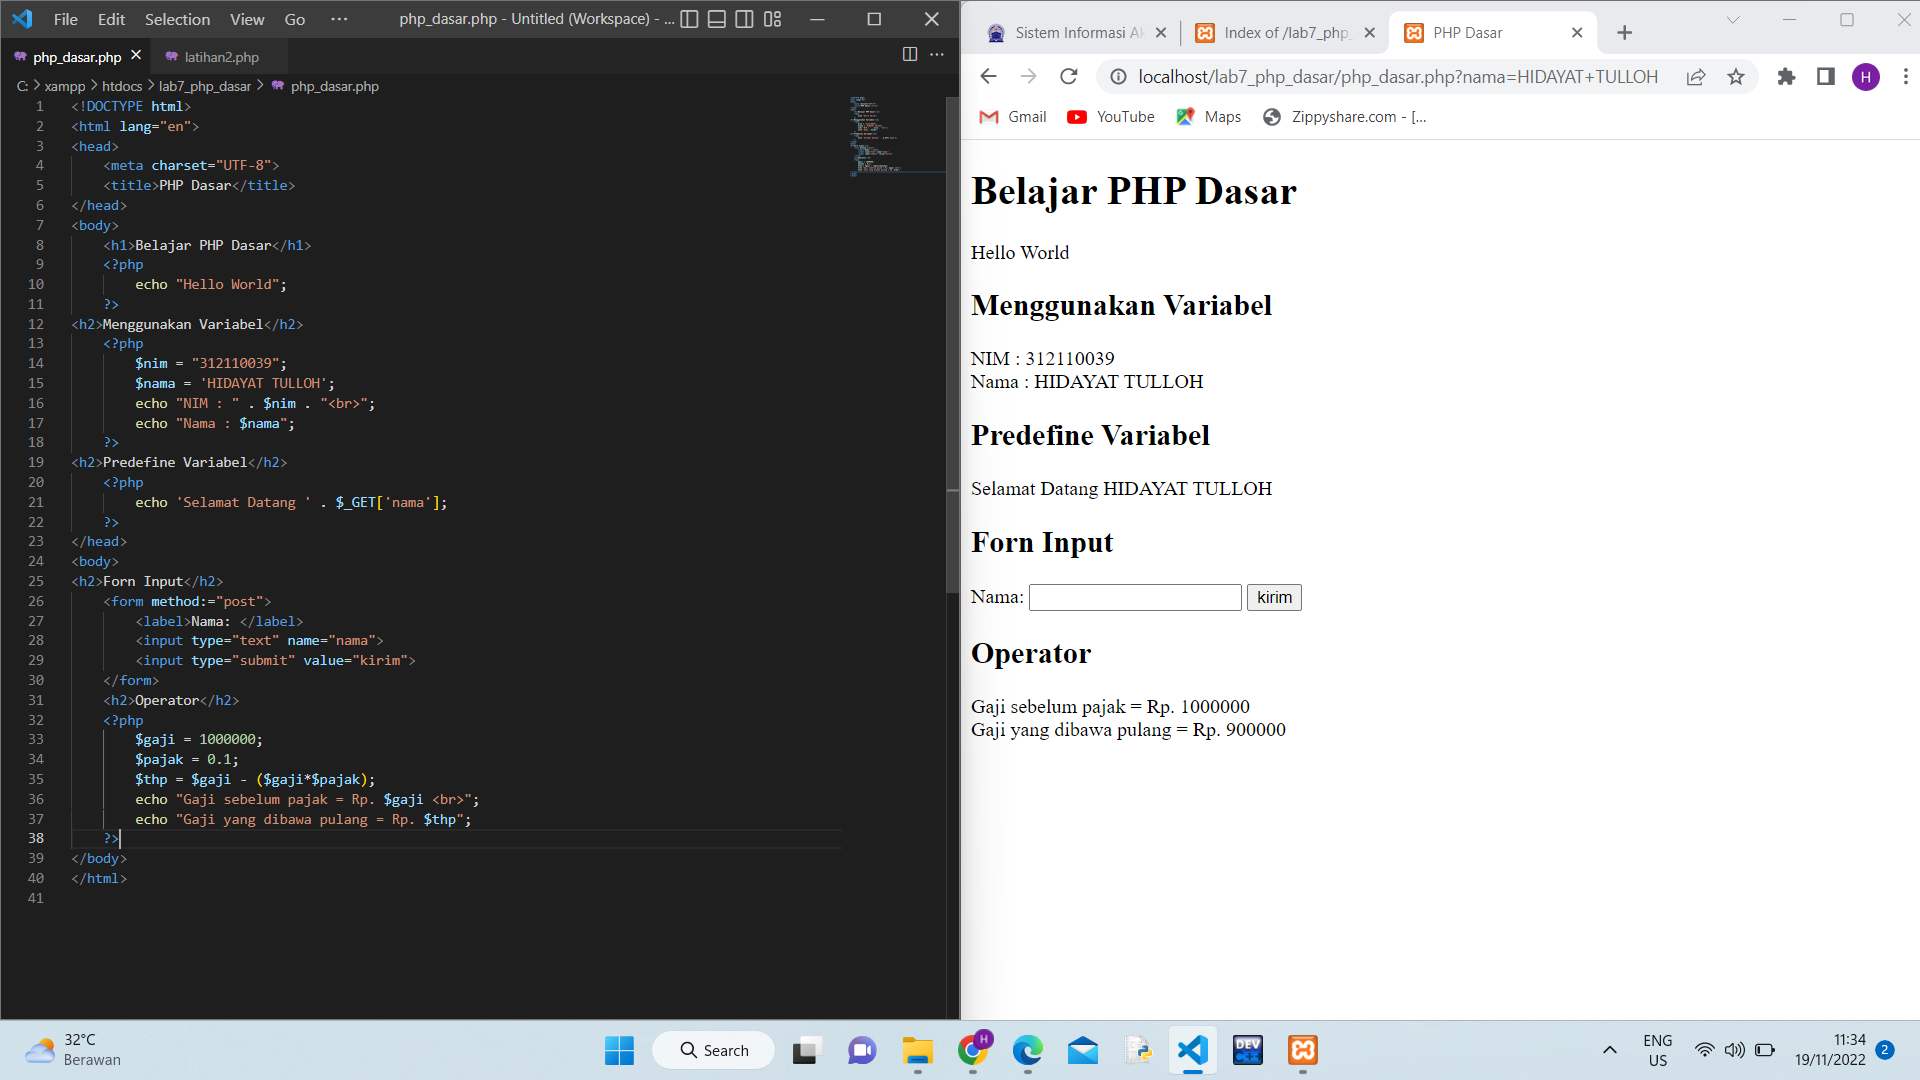 File Edit Selection View Go ··· php_dasar.php - Untitled (Workspace) - ...
php_dasar.php latihan2.php
C: > xampp > htdocs > lab7_php_dasar > php_dasar.php
1 <!DOCTYPE html>
2 <html lang="en">
3 <head>
4 <meta charset="UTF-8">
5 <title>PHP Dasar</title>
6 </head>
7 <body>
8 <h1>Belajar PHP Dasar</h1>
9 <?php
10 echo "Hello World";
11 ?>
12 <h2>Menggunakan Variabel</h2>
13 <?php
14 $nim = "312110039";
15 $nama = 'HIDAYAT TULLOH';
16 echo "NIM : " . $nim . "<br>";
17 echo "Nama : $nama";
18 ?>
19 <h2>Predefine Variabel</h2>
20 <?php
21 echo 'Selamat Datang ' . $_GET['nama'];
22 ?>
23 </head>
24 <body>
25 <h2>Forn Input</h2>
26 <form method:="post">
27 <label>Nama: </label>
28 <input type="text" name="nama">
29 <input type="submit" value="kirim">
30 </form>
31 <h2>Operator</h2>
32 <?php
33 $gaji = 1000000;
34 $pajak = 0.1;
35 $thp = $gaji - ($gaji*$pajak);
36 echo "Gaji sebelum pajak = Rp. $gaji <br>";
37 echo "Gaji yang dibawa pulang = Rp. $thp";
38 ?>
39 </body>
40 </html>
41
Sistem Informasi Ak Index of /lab7_php_ PHP Dasar
localhost/lab7_php_dasar/php_dasar.php?nama=HIDAYAT+TULLOH H
Gmail YouTube Maps Zippyshare.com - [...
Belajar PHP Dasar
Hello World
Menggunakan Variabel
NIM : 312110039
Nama : HIDAYAT TULLOH
Predefine Variabel
Selamat Datang HIDAYAT TULLOH
Forn Input
Nama: kirim
Operator
Gaji sebelum pajak = Rp. 1000000
Gaji yang dibawa pulang = Rp. 900000
32°C
Berawan
Search
H
DEV
C++
ENG
US
11:34
19/11/2022
2